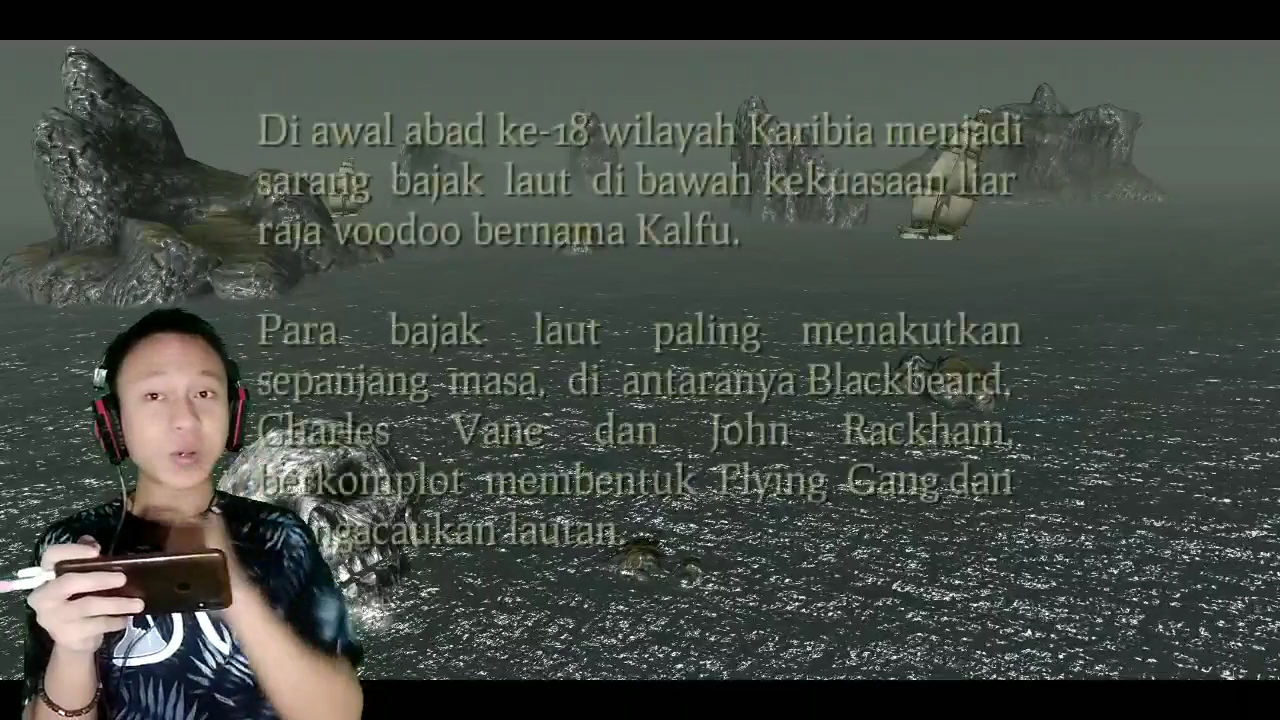 Di awal abad ke-18 wilayah Karibia menjadi
sarang bajak laut di bawah kekuasaan liar
raja voodoo bernama Kalfu.
Para bajak laut paling menakutkan
sepanjang masa, di antaranya Blackbeard,
Charles Vane dan John Rackham,
berkomplot membentuk Flying Gang dan
ngacaukan lautan.